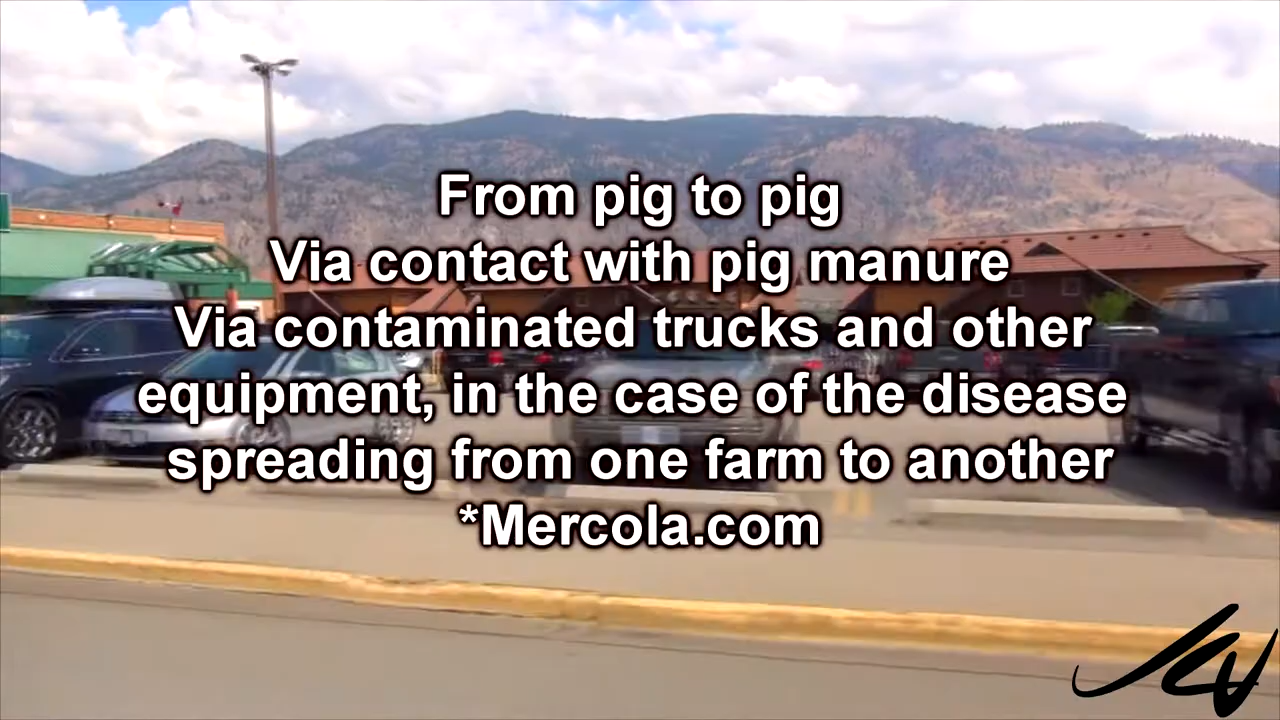 From pig to pig
Via contact with pig manure
Via contaminated trucks and other
equipment, in the case of the disease
spreading from one farm to another
*Mercola.com